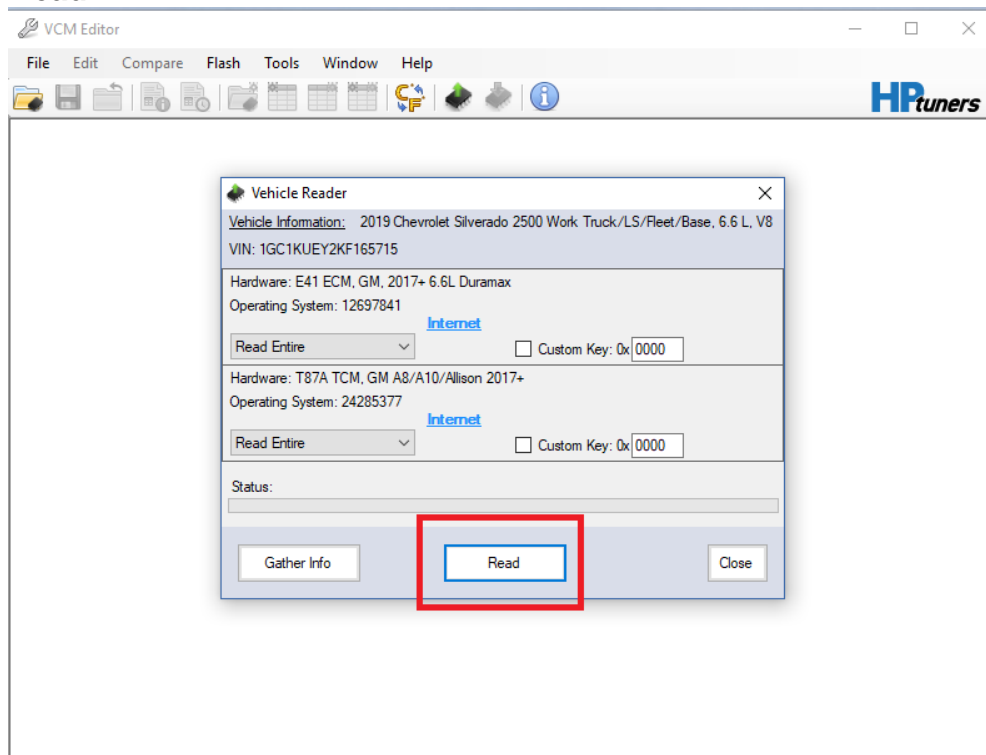 VCM Editor
File Edit Compare Flash Tools Window Help
HPtuners
Vehicle Reader
Vehicle Information: 2019 Chevrolet Silverado 2500 Work Truck/LS/Fleet/Base, 6.6 L, V8
VIN: 1GC1KUEY2KF165715
Hardware: E41 ECM, GM, 2017+ 6.6L Duramax
Operating System: 12697841
Internet
Read Entire Custom Key: 0x 0000
Hardware: T87A TCM, GM A8/A10/Allison 2017+
Operating System: 24285377
Internet
Read Entire Custom Key: 0x 0000
Status:
Gather Info Read Close